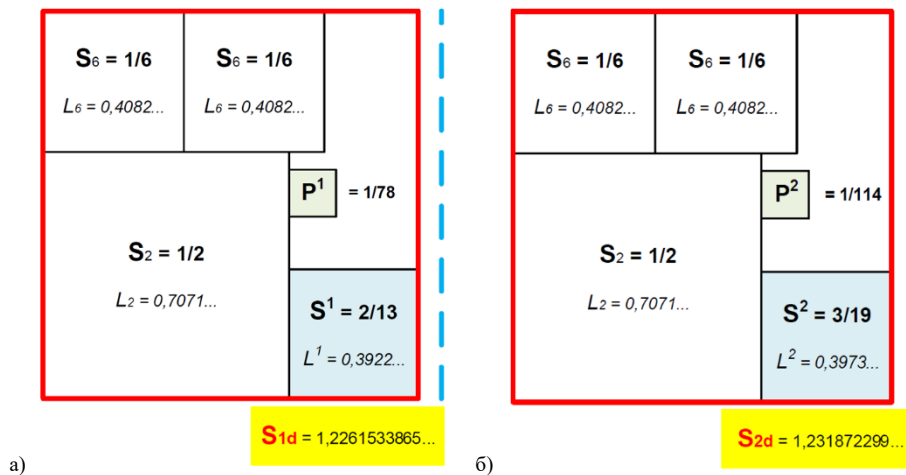 S₆ = 1/6
S₆ = 1/6
L₆ = 0,4082...
L₆ = 0,4082...
P¹ = 1/78
S₂ = 1/2
L₂ = 0,7071...
S¹ = 2/13
L¹ = 0,3922...
S1d = 1,2261533865...
а)
S₆ = 1/6
S₆ = 1/6
L₆ = 0,4082...
L₆ = 0,4082...
P² = 1/114
S₂ = 1/2
L₂ = 0,7071...
S² = 3/19
L² = 0,3973...
S2d = 1,231872299...
б)